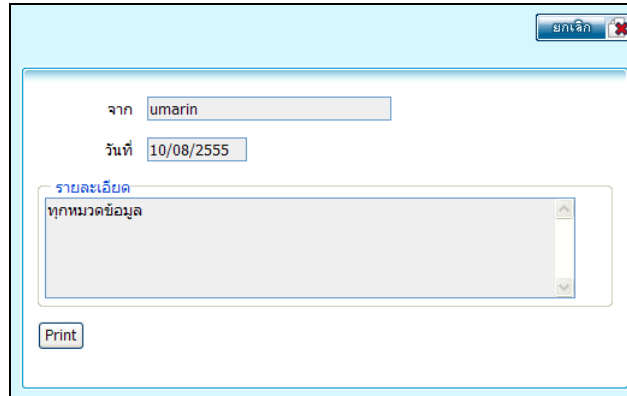 ยกเลิก
จาก umarin
วันที่ 10/08/2555
รายละเอียด
ทุกหมวดข้อมูล
Print